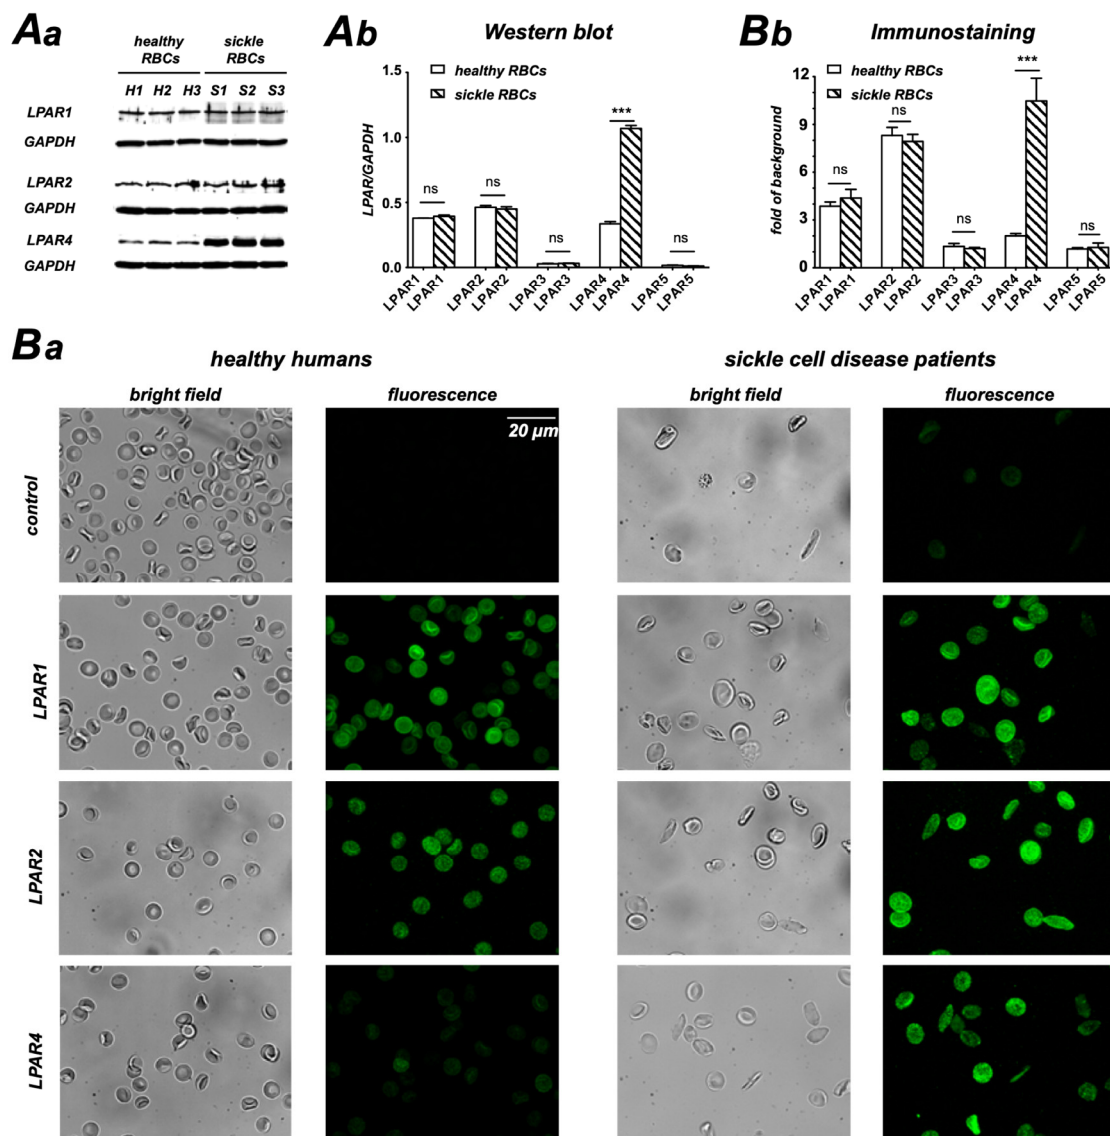 Aa
healthy RBCs
sickle RBCs
H1 H2 H3 S1 S2 S3
LPAR1
GAPDH
LPAR2
GAPDH
LPAR4
GAPDH
Ab
Western blot
healthy RBCs
sickle RBCs
LPAR/GAPDH
1.5
1.0
0.5
0.0
ns
ns
ns
***
ns
LPAR1
LPAR1
LPAR2
LPAR2
LPAR3
LPAR3
LPAR4
LPAR4
LPAR5
LPAR5
Bb
Immunostaining
healthy RBCs
sickle RBCs
fold of background
12
9
6
3
0
ns
ns
ns
***
ns
LPAR1
LPAR1
LPAR2
LPAR2
LPAR3
LPAR3
LPAR4
LPAR4
LPAR5
LPAR5
Ba
healthy humans
sickle cell disease patients
bright field
fluorescence
bright field
fluorescence
20 µm
control
LPAR1
LPAR2
LPAR4